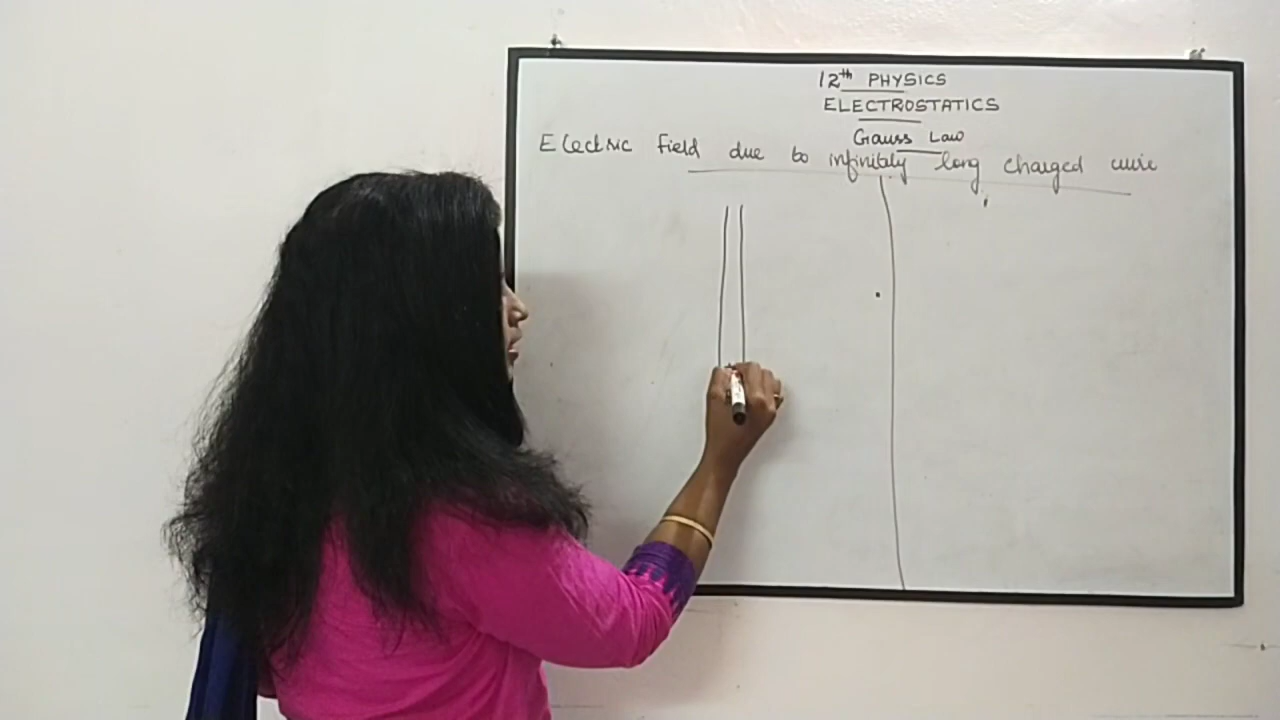 12th PHYSICS
ELECTROSTATICS
Gauss Law
Electric Field due to infinitely long charged wire